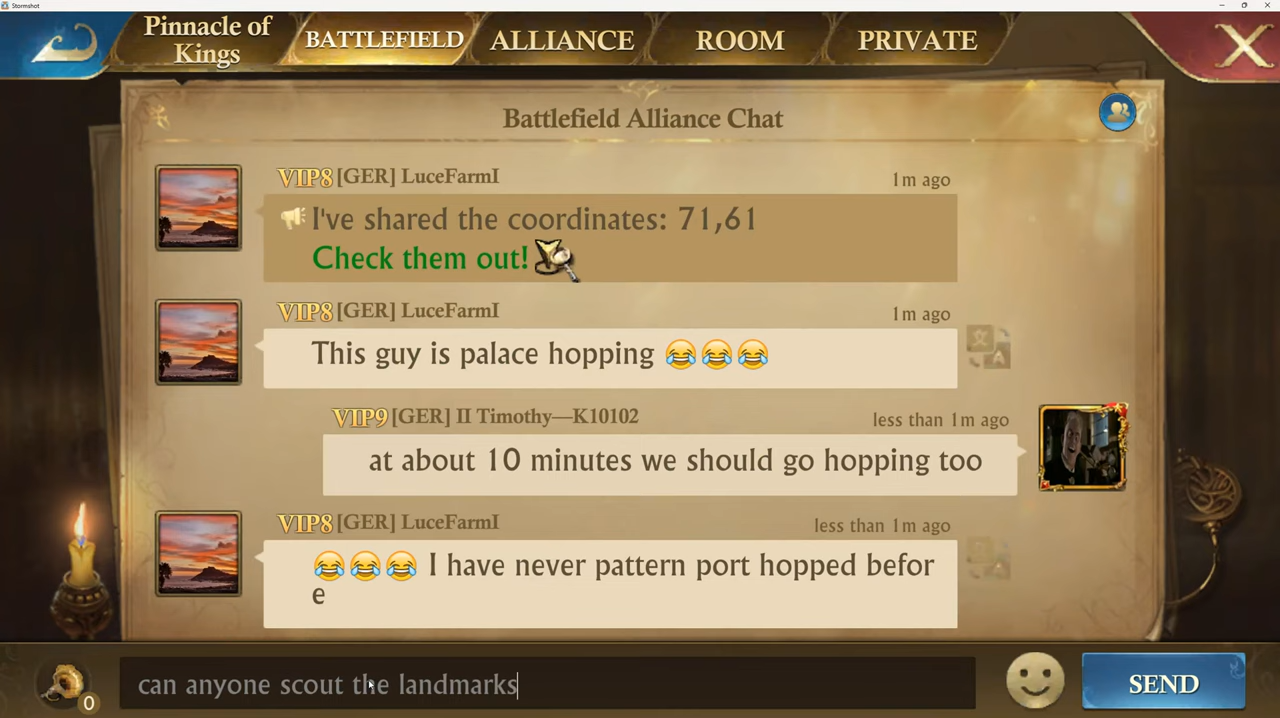 Stormshot
Pinnacle of
Kings
BATTLEFIELD
ALLIANCE
ROOM
PRIVATE
Battlefield Alliance Chat
VIP8 [GER] LuceFarmI
1m ago
I've shared the coordinates: 71,61
Check them out!
VIP8 [GER] LuceFarmI
1m ago
This guy is palace hopping 😂😂😂
文
A
VIP9 [GER] II Timothy—K10102
less than 1m ago
at about 10 minutes we should go hopping too
VIP8 [GER] LuceFarmI
less than 1m ago
😂😂😂 I have never pattern port hopped befor
e
0
can anyone scout the landmarks
SEND